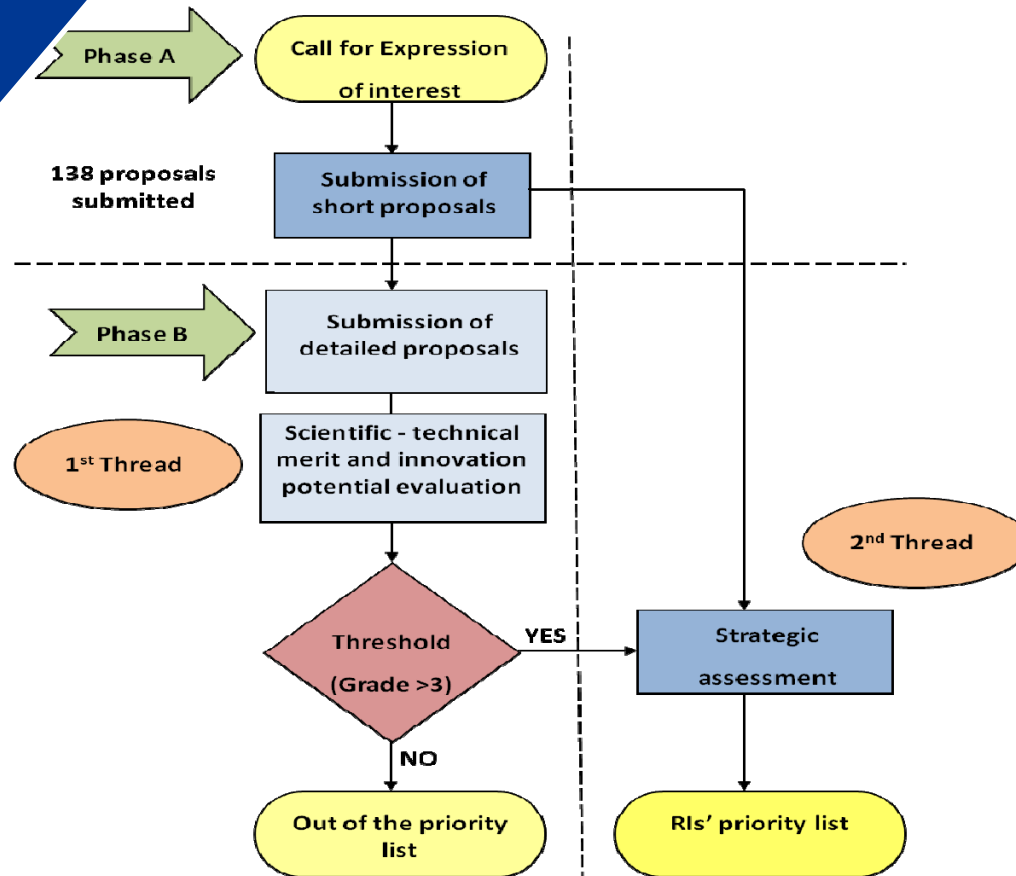 Phase A
Call for Expression
of interest
138 proposals
submitted
Submission of
short proposals
Phase B
Submission of
detailed proposals
1st Thread
Scientific - technical
merit and innovation
potential evaluation
2nd Thread
Threshold
(Grade >3)
YES
Strategic
assessment
NO
Out of the priority
list
RIs' priority list